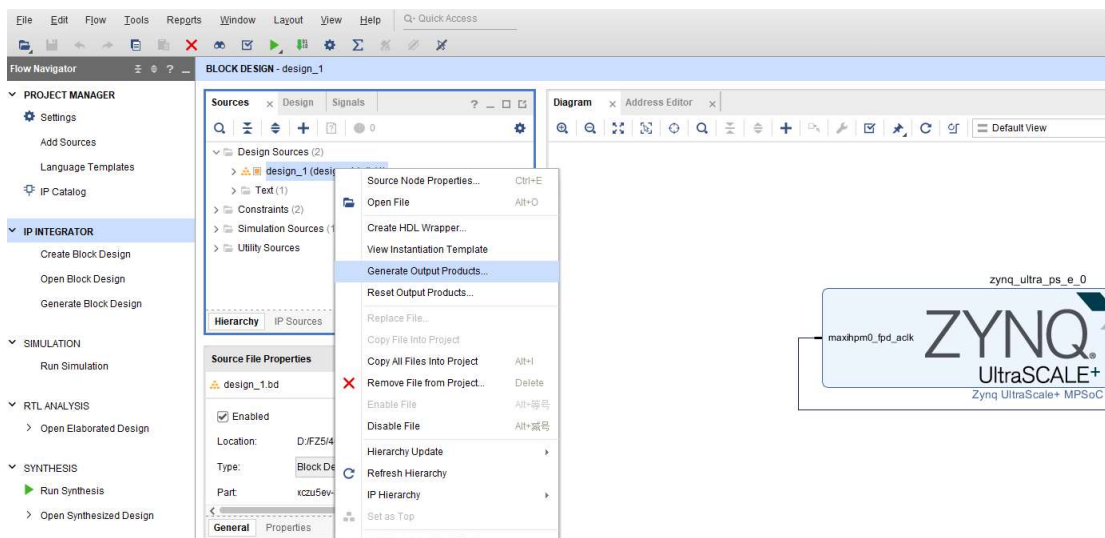 File Edit Flow Tools Reports Window Layout View Help Q- Quick Access
Flow Navigator
BLOCK DESIGN - design_1
PROJECT MANAGER
Settings
Add Sources
Language Templates
IP Catalog
IP INTEGRATOR
Create Block Design
Open Block Design
Generate Block Design
SIMULATION
Run Simulation
RTL ANALYSIS
Open Elaborated Design
SYNTHESIS
Run Synthesis
Open Synthesized Design
Sources Design Signals
0
Design Sources (2)
design_1
Text (1)
Constraints (2)
Simulation Sources
Utility Sources
Hierarchy IP Sources
Source File Properties
design_1.bd
Enabled
Location: D:/FZ5/4
Type: Block De
Part: xczu5ev-
General Properties
Source Node Properties... Ctrl+E
Open File Alt+O
Create HDL Wrapper...
View Instantiation Template
Generate Output Products...
Reset Output Products...
Replace File...
Copy File Into Project
Copy All Files Into Project Alt+I
Remove File from Project... Delete
Enable File Alt+等号
Disable File Alt+减号
Hierarchy Update
Refresh Hierarchy
IP Hierarchy
Set as Top
Diagram Address Editor
Default View
zynq_ultra_ps_e_0
maxihpm0_fpd_aclk
ZYNQ
UltraSCALE+
Zynq UltraScale+ MPSoC